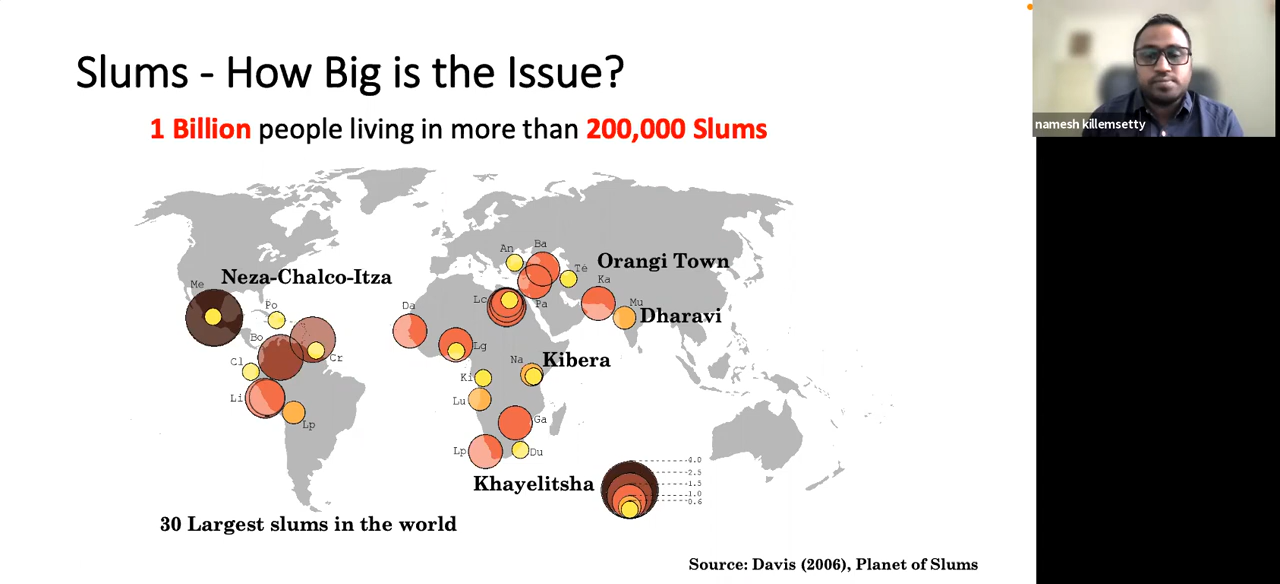 Slums - How Big is the Issue?
1 Billion people living in more than 200,000 Slums
namesh killemsetty
An
Ba
Té
Orangi Town
Neza-Chalco-Itza
Me
Ka
Po
Da
Lc
Pa
Mu
Dharavi
Bo
Lg
Cr
Cl
Na
Kibera
Ki
Li
Lu
Lp
Ga
Lp
Du
Khayelitsha
4.0
2.5
1.5
1.0
0.6
30 Largest slums in the world
Source: Davis (2006), Planet of Slums